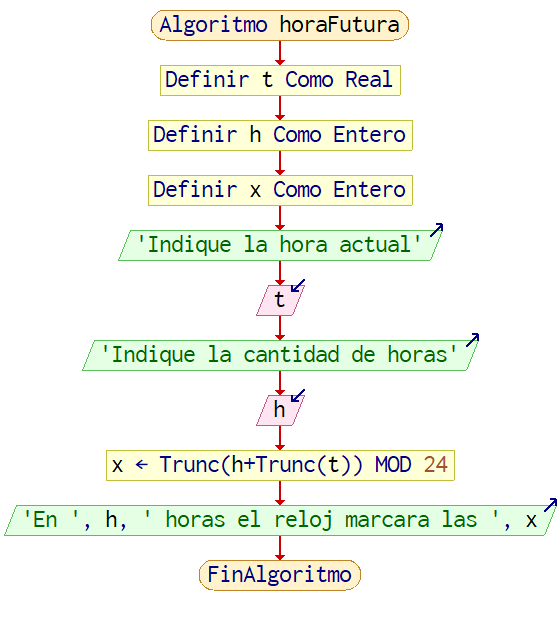 Algoritmo horaFutura
Definir t Como Real
Definir h Como Entero
Definir x Como Entero
'Indique la hora actual'
t
'Indique la cantidad de horas'
h
x ← Trunc(h+Trunc(t)) MOD 24
'En ', h, ' horas el reloj marcara las ', x
FinAlgoritmo